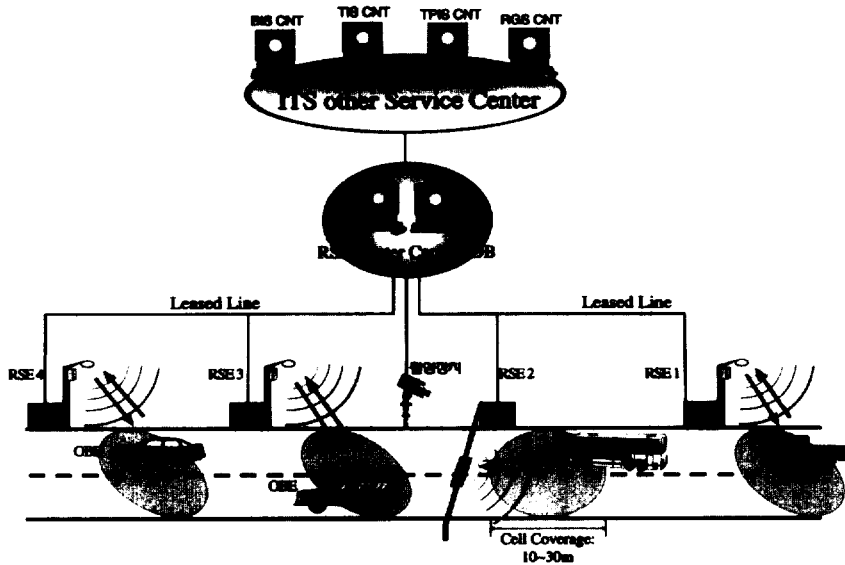 BIS CNT
TIS CNT
TPIS CNT
RGS CNT
ITS other Service Center
Leased Line
Leased Line
RSE 4
RSE 3
RSE 2
RSE 1
OBE
OBE
Cell Coverage:
10~30m